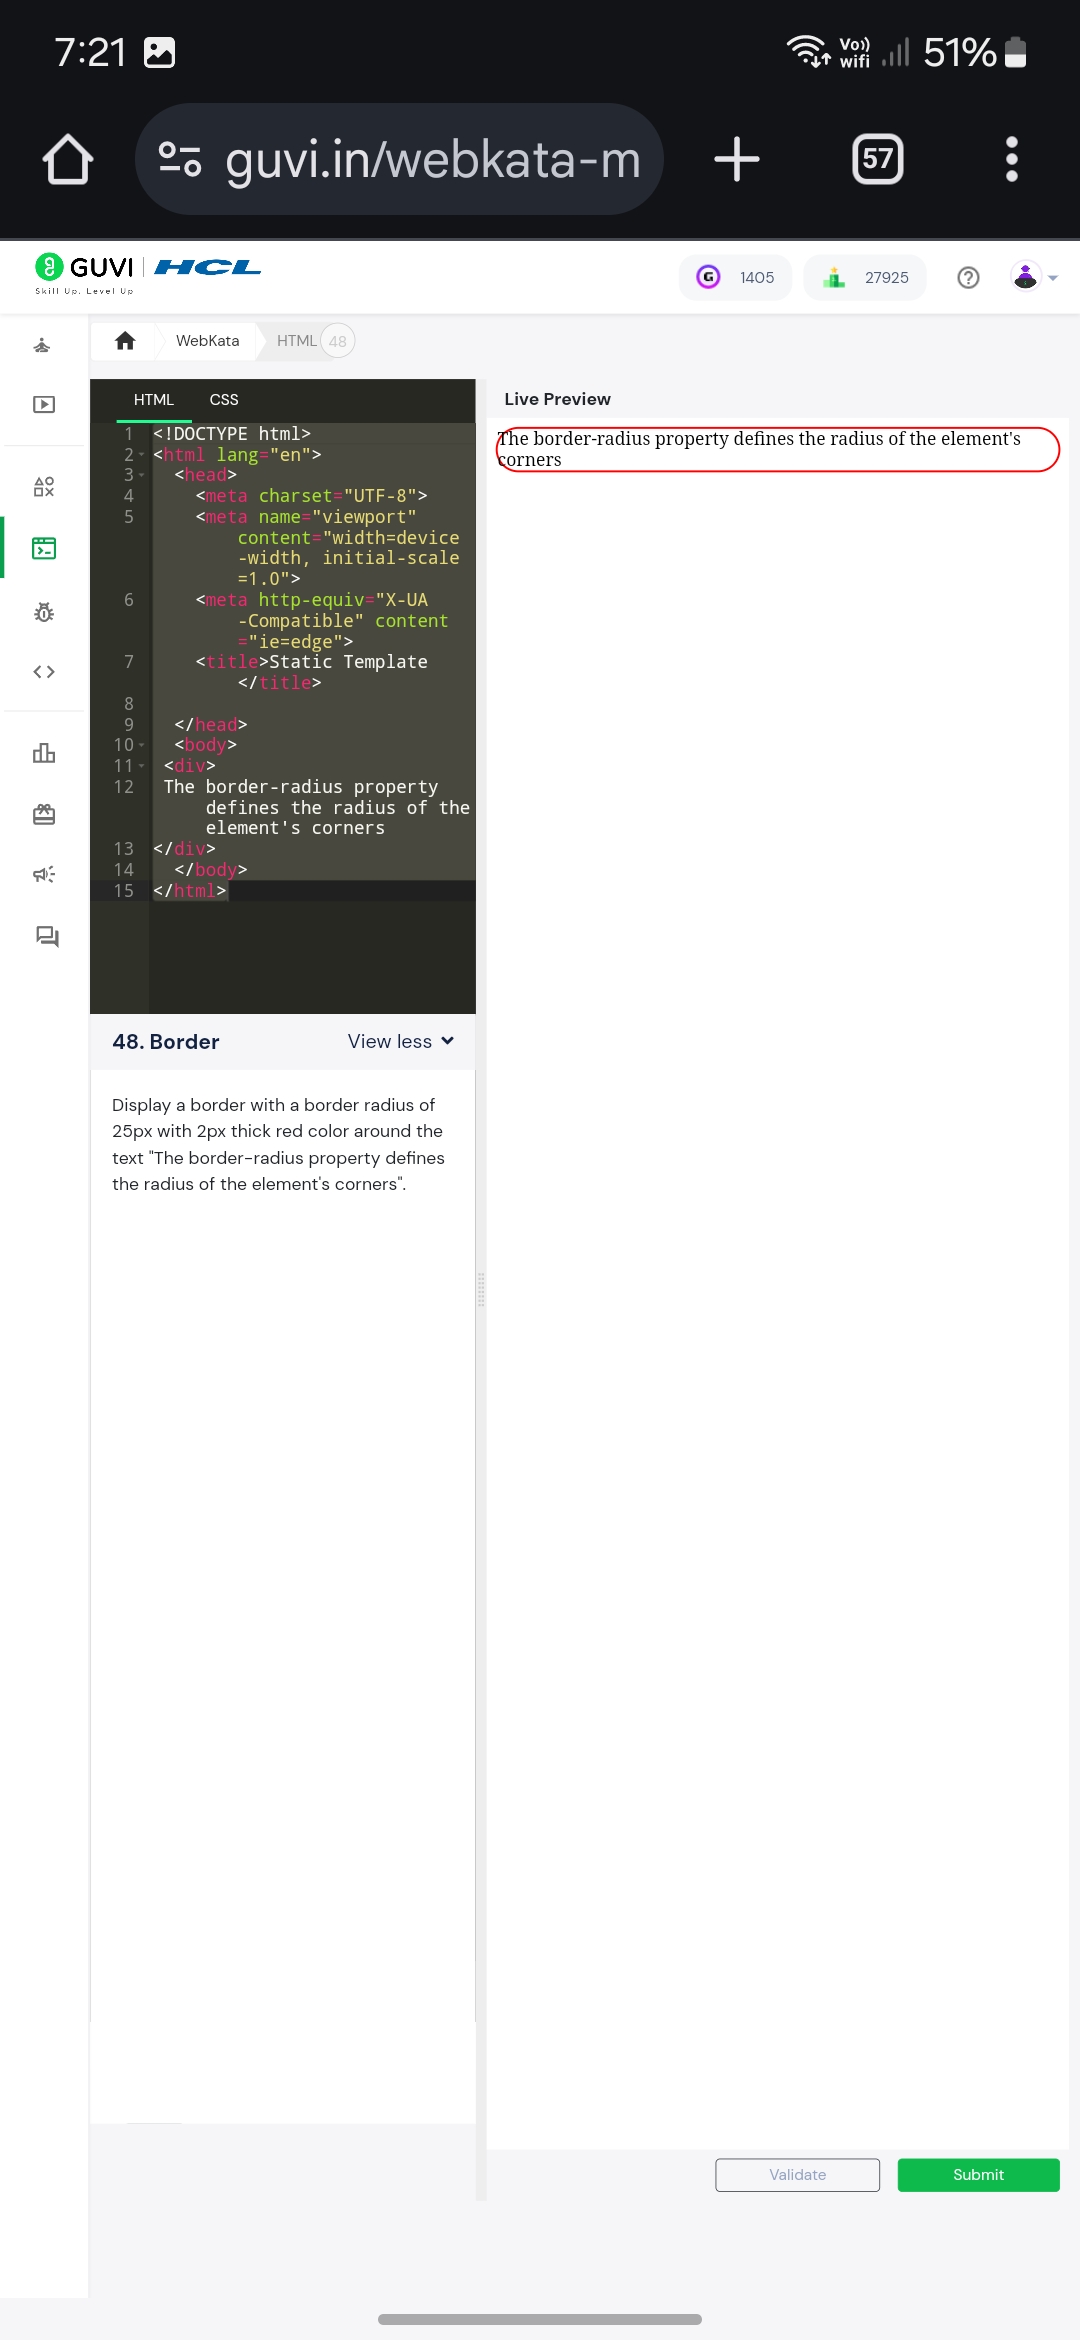 7:21
Vo)) wifi
51%
guvi.in/webkata-m
57
GUVI | HCL
Skill Up. Level Up
G 1405
27925
WebKata
HTML 48
HTML CSS
1 <!DOCTYPE html>
2 <html lang="en">
3 <head>
4 <meta charset="UTF-8">
5 <meta name="viewport"
content="width=device
-width, initial-scale
=1.0">
6 <meta http-equiv="X-UA
-Compatible" content
="ie=edge">
7 <title>Static Template
</title>
8
9 </head>
10 <body>
11 <div>
12 The border-radius property
defines the radius of the
element's corners
13 </div>
14 </body>
15 </html>
Live Preview
The border-radius property defines the radius of the element's
corners
48. Border
View less
Display a border with a border radius of
25px with 2px thick red color around the
text "The border-radius property defines
the radius of the element's corners".
Validate
Submit